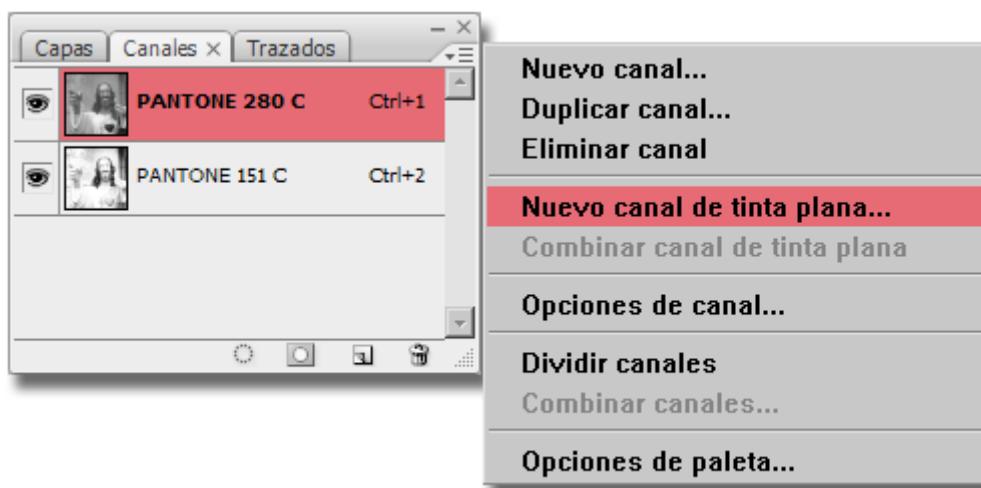 Capas Canales × Trazados
PANTONE 280 C Ctrl+1
PANTONE 151 C Ctrl+2
Nuevo canal...
Duplicar canal...
Eliminar canal
Nuevo canal de tinta plana...
Combinar canal de tinta plana
Opciones de canal...
Dividir canales
Combinar canales...
Opciones de paleta...